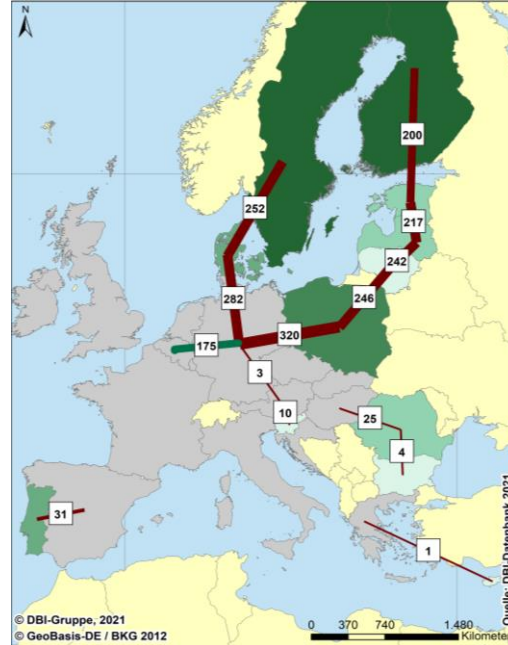 N
200
252
217
242
282
246
320
175
3
10
25
4
31
1
Quelle: DBI-Datenbank 2021
© DBI-Gruppe, 2021
© GeoBasis-DE / BKG 2012
0 370 740 1.480
Kilometer